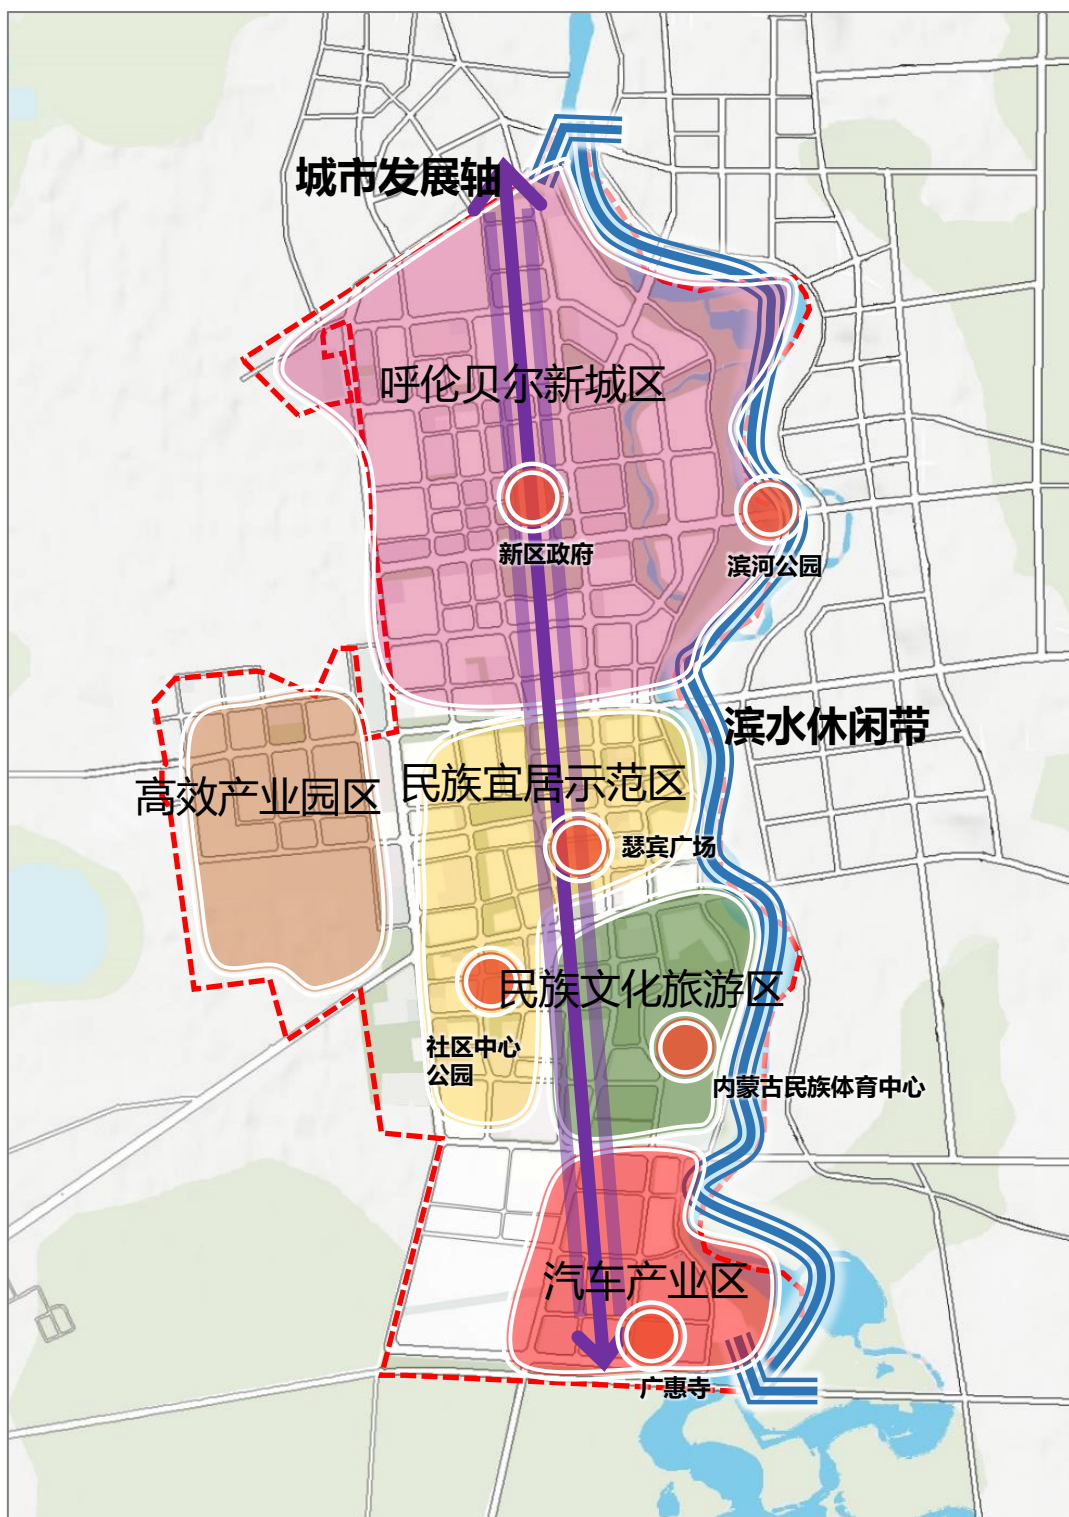 城市发展轴
呼伦贝尔新城区
新区政府
滨河公园
滨水休闲带
高效产业园区
民族宜居示范区
瑟宾广场
民族文化旅游区
社区中心
公园
内蒙古民族体育中心
汽车产业区
广惠寺